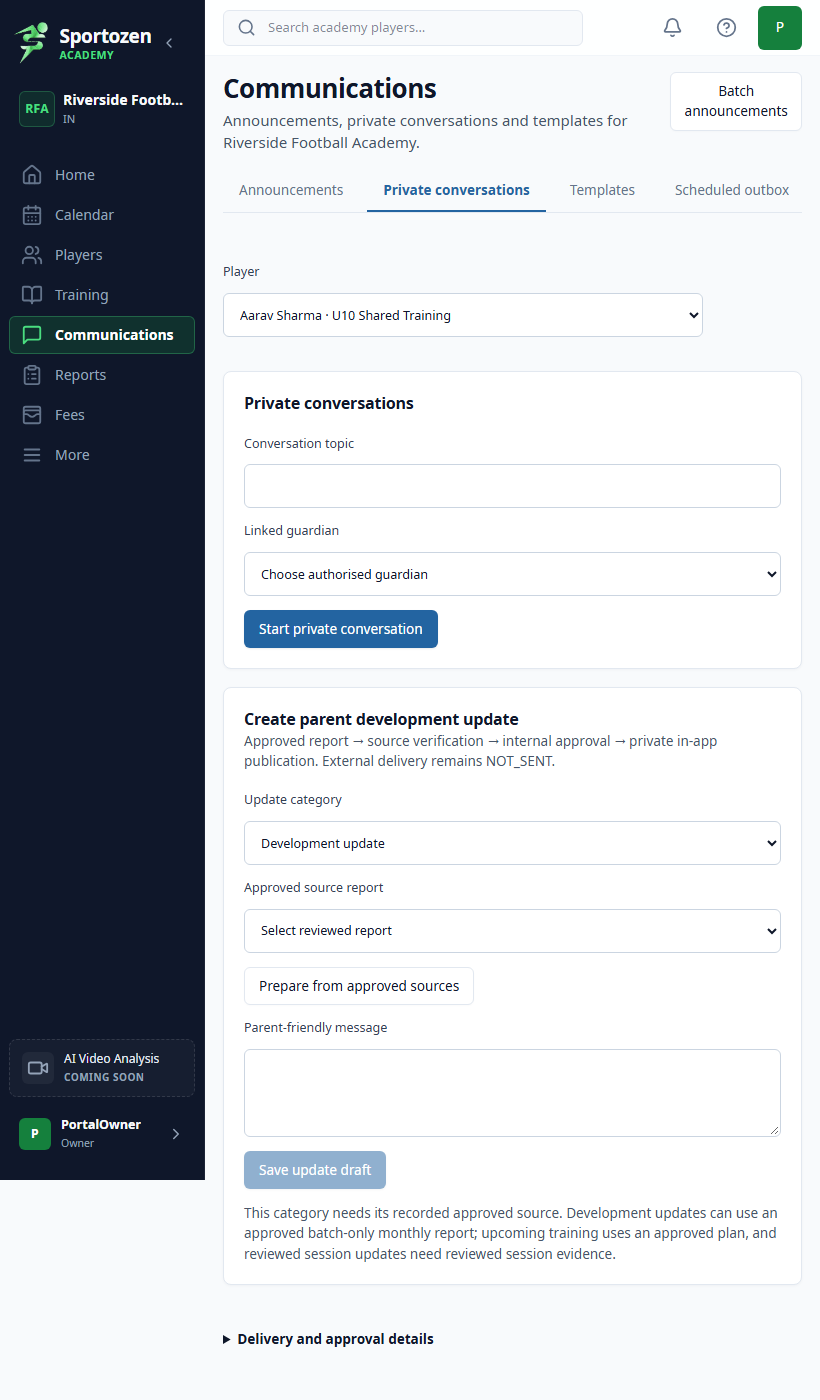 Sportozen
ACADEMY
RFA
Riverside Footb...
IN
Home
Calendar
Players
Training
Communications
Reports
Fees
More
AI Video Analysis
COMING SOON
P
PortalOwner
Owner
Search academy players...
P
Communications
Announcements, private conversations and templates for
Riverside Football Academy.
Batch
announcements
Announcements
Private conversations
Templates
Scheduled outbox
Player
Aarav Sharma · U10 Shared Training
Private conversations
Conversation topic
Linked guardian
Choose authorised guardian
Start private conversation
Create parent development update
Approved report → source verification → internal approval → private in-app
publication. External delivery remains NOT_SENT.
Update category
Development update
Approved source report
Select reviewed report
Prepare from approved sources
Parent-friendly message
Save update draft
This category needs its recorded approved source. Development updates can use an
approved batch-only monthly report; upcoming training uses an approved plan, and
reviewed session updates need reviewed session evidence.
Delivery and approval details